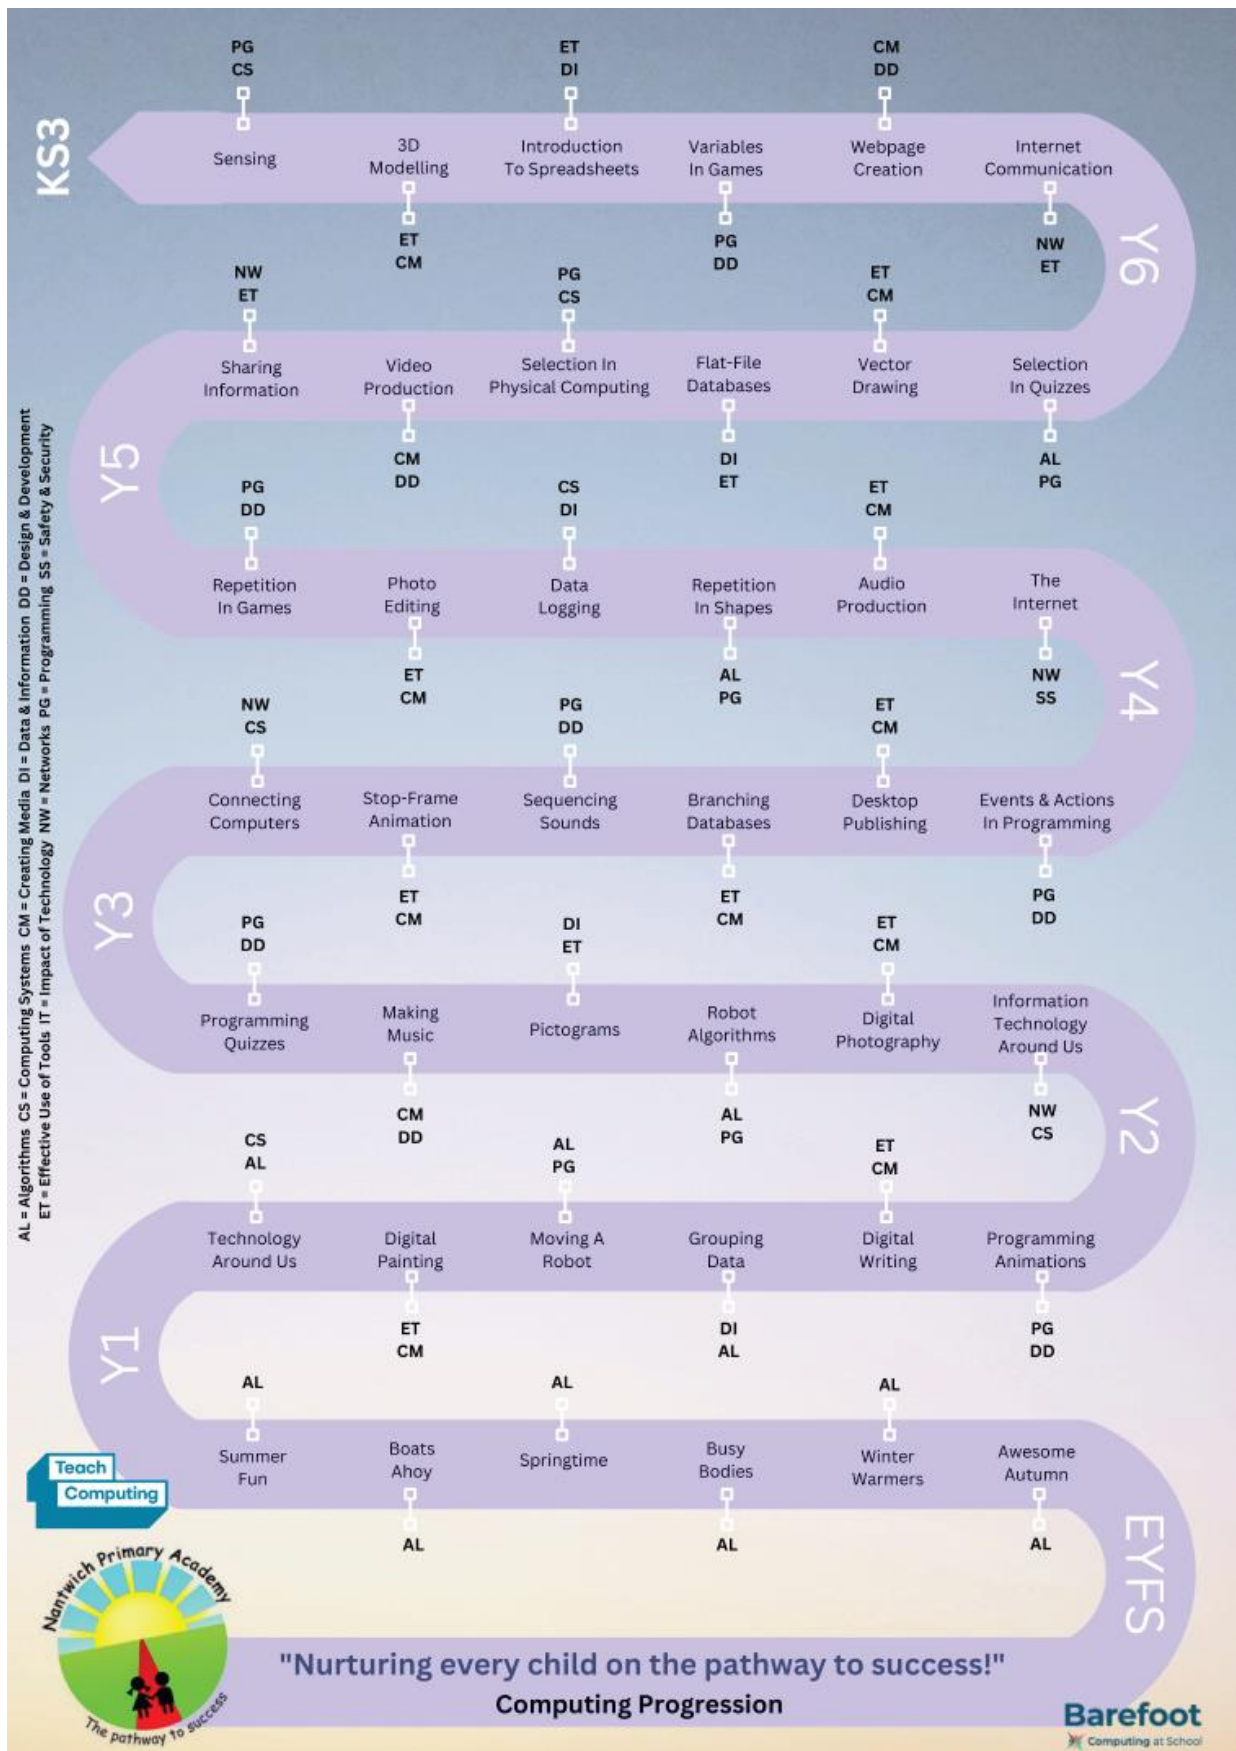 PG
CS
ET
DI
CM
DD
KS3
Sensing
3D
Modelling
Introduction
To Spreadsheets
Variables
In Games
Webpage
Creation
Internet
Communication
ET
CM
PG
DD
NW
ET
Y6
NW
ET
PG
CS
ET
CM
Sharing
Information
Video
Production
Selection In
Physical Computing
Flat-File
Databases
Vector
Drawing
Selection
In Quizzes
Y5
CM
DD
DI
ET
AL
PG
PG
DD
CS
DI
ET
CM
Repetition
In Games
Photo
Editing
Data
Logging
Repetition
In Shapes
Audio
Production
The
Internet
ET
CM
AL
PG
NW
SS
Y4
NW
CS
PG
DD
ET
CM
Connecting
Computers
Stop-Frame
Animation
Sequencing
Sounds
Branching
Databases
Desktop
Publishing
Events & Actions
In Programming
Y3
ET
CM
ET
CM
PG
DD
PG
DD
DI
ET
ET
CM
Programming
Quizzes
Making
Music
Pictograms
Robot
Algorithms
Digital
Photography
Information
Technology
Around Us
CM
DD
AL
PG
NW
CS
Y2
CS
AL
AL
PG
ET
CM
Technology
Around Us
Digital
Painting
Moving A
Robot
Grouping
Data
Digital
Writing
Programming
Animations
Y1
ET
CM
DI
AL
PG
DD
AL
AL
AL
Summer
Fun
Boats
Ahoy
Springtime
Busy
Bodies
Winter
Warmers
Awesome
Autumn
AL
AL
AL
EYFS
AL = Algorithms CS = Computing Systems CM = Creating Media DI = Data & Information DD = Design & Development
ET = Effective Use of Tools IT = Impact of Technology NW = Networks PG = Programming SS = Safety & Security
Teach
Computing
Nantwich Primary Academy
The pathway to success
"Nurturing every child on the pathway to success!"
Computing Progression
Barefoot
Computing at School